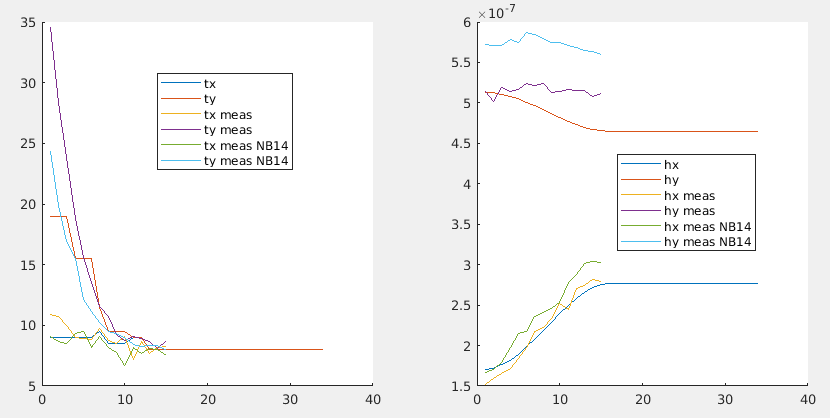 35
30
25
20
15
10
5
0
10
20
30
40
tx
ty
tx meas
ty meas
tx meas NB14
ty meas NB14
×10-7
6
5.5
5
4.5
4
3.5
3
2.5
2
1.5
0
10
20
30
40
hx
hy
hx meas
hy meas
hx meas NB14
hy meas NB14